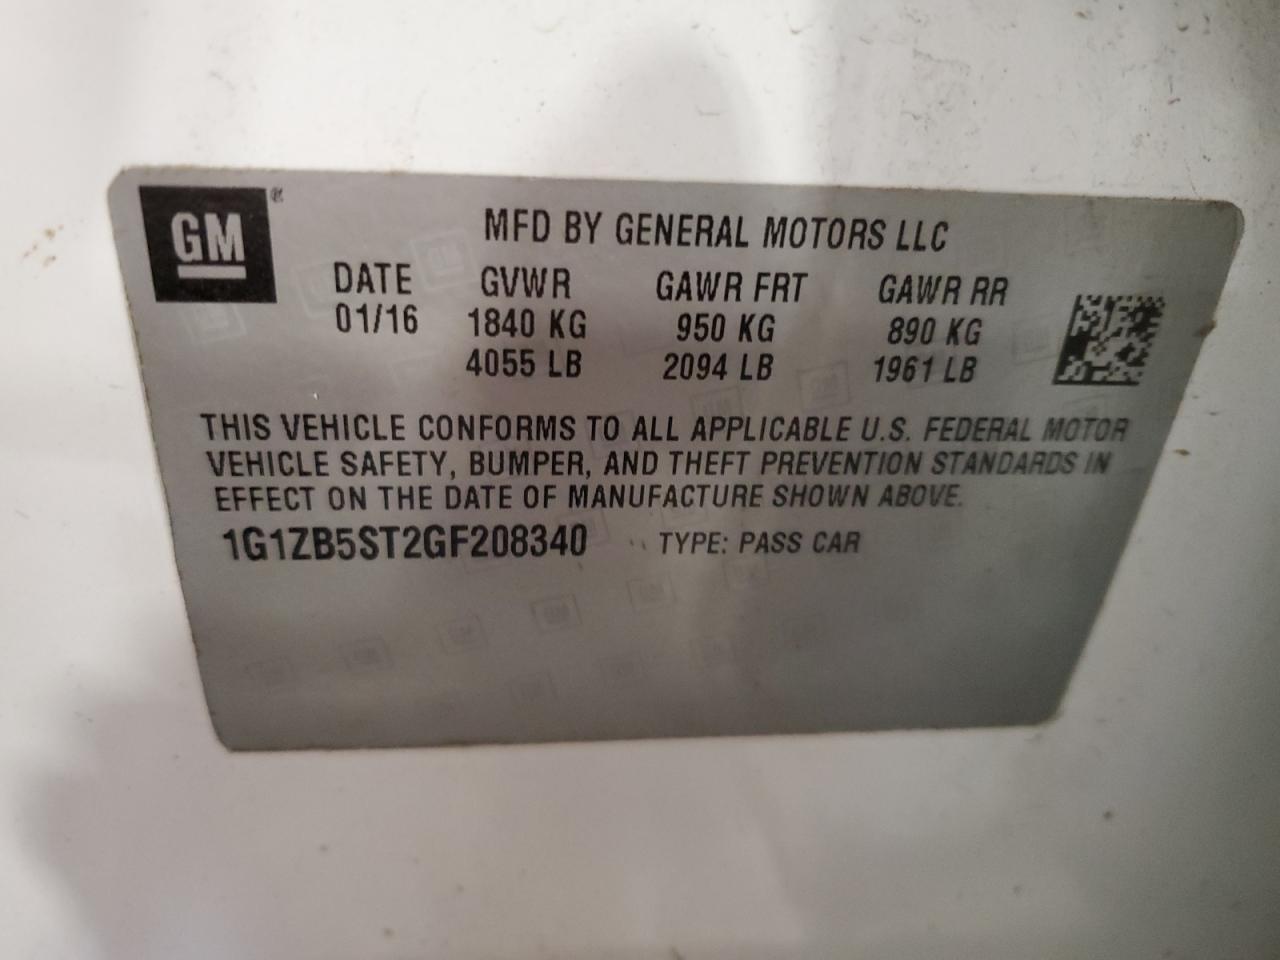 GM ®
MFD BY GENERAL MOTORS LLC
DATE GVWR GAWR FRT GAWR RR
01/16 1840 KG 950 KG 890 KG
4055 LB 2094 LB 1961 LB
THIS VEHICLE CONFORMS TO ALL APPLICABLE U.S. FEDERAL MOTOR
VEHICLE SAFETY, BUMPER, AND THEFT PREVENTION STANDARDS IN
EFFECT ON THE DATE OF MANUFACTURE SHOWN ABOVE.
1G1ZB5ST2GF208340 TYPE: PASS CAR